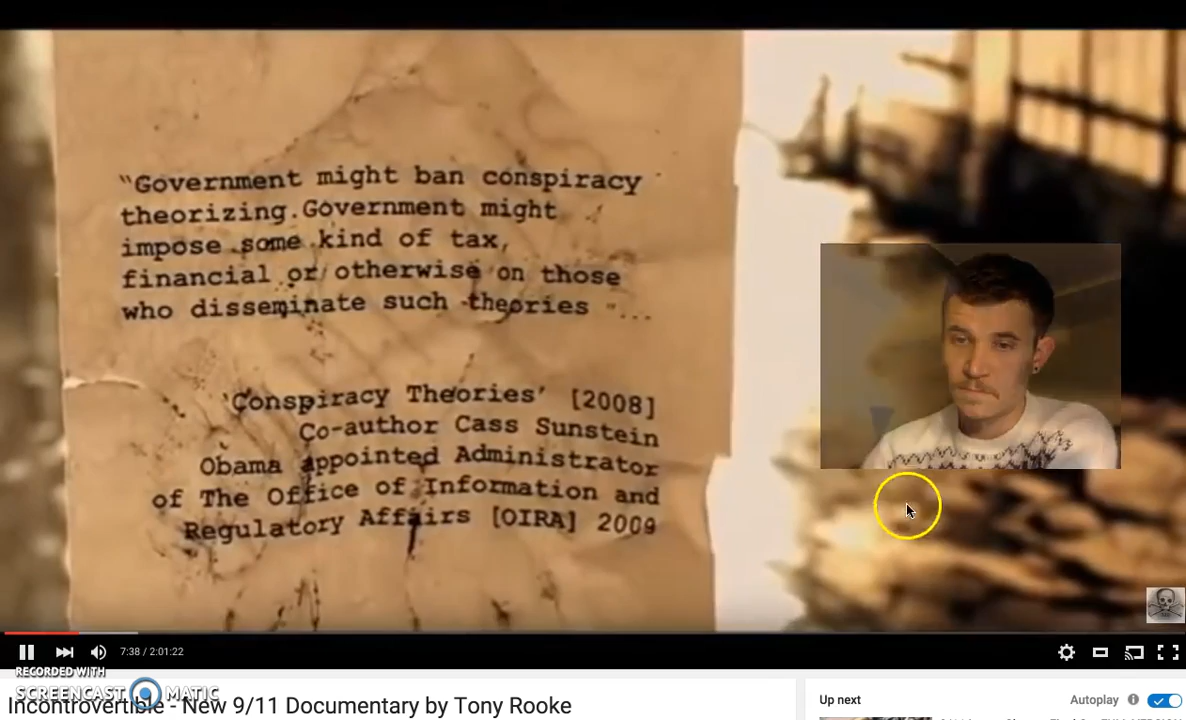 "Government might ban conspiracy
theorizing.Government might
impose some kind of tax,
financial or otherwise on those
who disseminate such theories "...
'Conspiracy Theories' [2008]
Co-author Cass Sunstein
Obama appointed Administrator
of The Office of Information and
Regulatory Affairs [OIRA] 2009
7:38 / 2:01:22
RECORDED WITH
SCREENCAST MATIC
Incontrovertible - New 9/11 Documentary by Tony Rooke
Up next
Autoplay